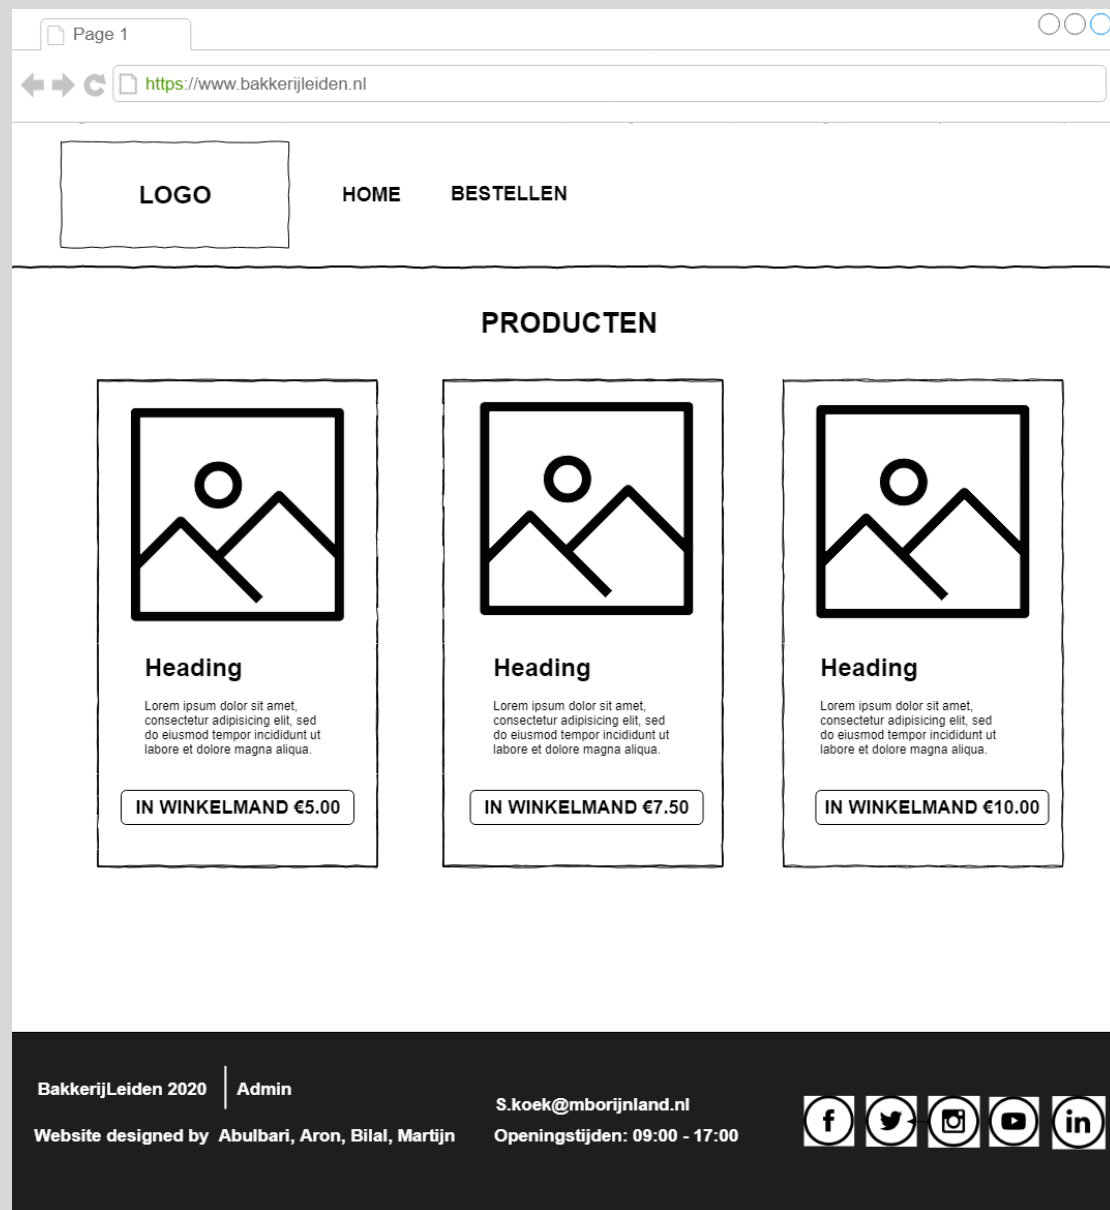 Page 1
https://www.bakkerijleiden.nl
LOGO
HOME
BESTELLEN
PRODUCTEN
Heading
Lorem ipsum dolor sit amet,
consectetur adipisicing elit, sed
do eiusmod tempor incididunt ut
labore et dolore magna aliqua.
IN WINKELMAND €5.00
Heading
Lorem ipsum dolor sit amet,
consectetur adipisicing elit, sed
do eiusmod tempor incididunt ut
labore et dolore magna aliqua.
IN WINKELMAND €7.50
Heading
Lorem ipsum dolor sit amet,
consectetur adipisicing elit, sed
do eiusmod tempor incididunt ut
labore et dolore magna aliqua.
IN WINKELMAND €10.00
BakkerijLeiden 2020
Admin
Website designed by Abulbari, Aron, Bilal, Martijn
S.koek@mborijnland.nl
Openingstijden: 09:00 - 17:00
f
in